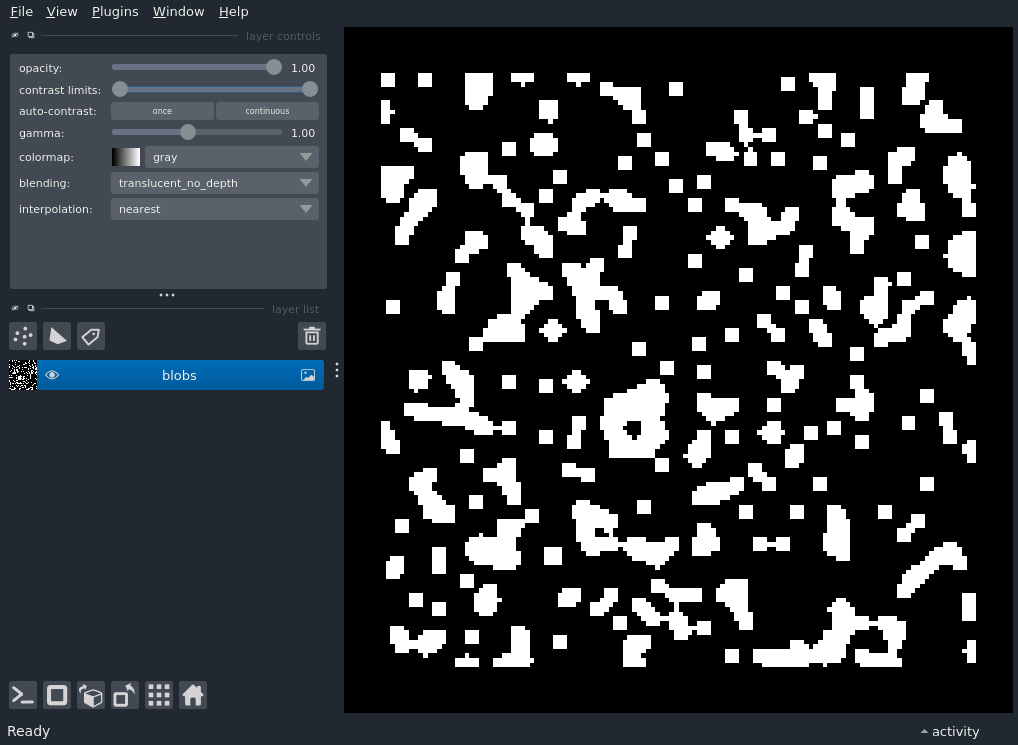 File View Plugins Window Help
layer controls
opacity: 1.00
contrast limits:
auto-contrast: once continuous
gamma: 1.00
colormap: gray
blending: translucent_no_depth
interpolation: nearest
layer list
blobs
Ready activity